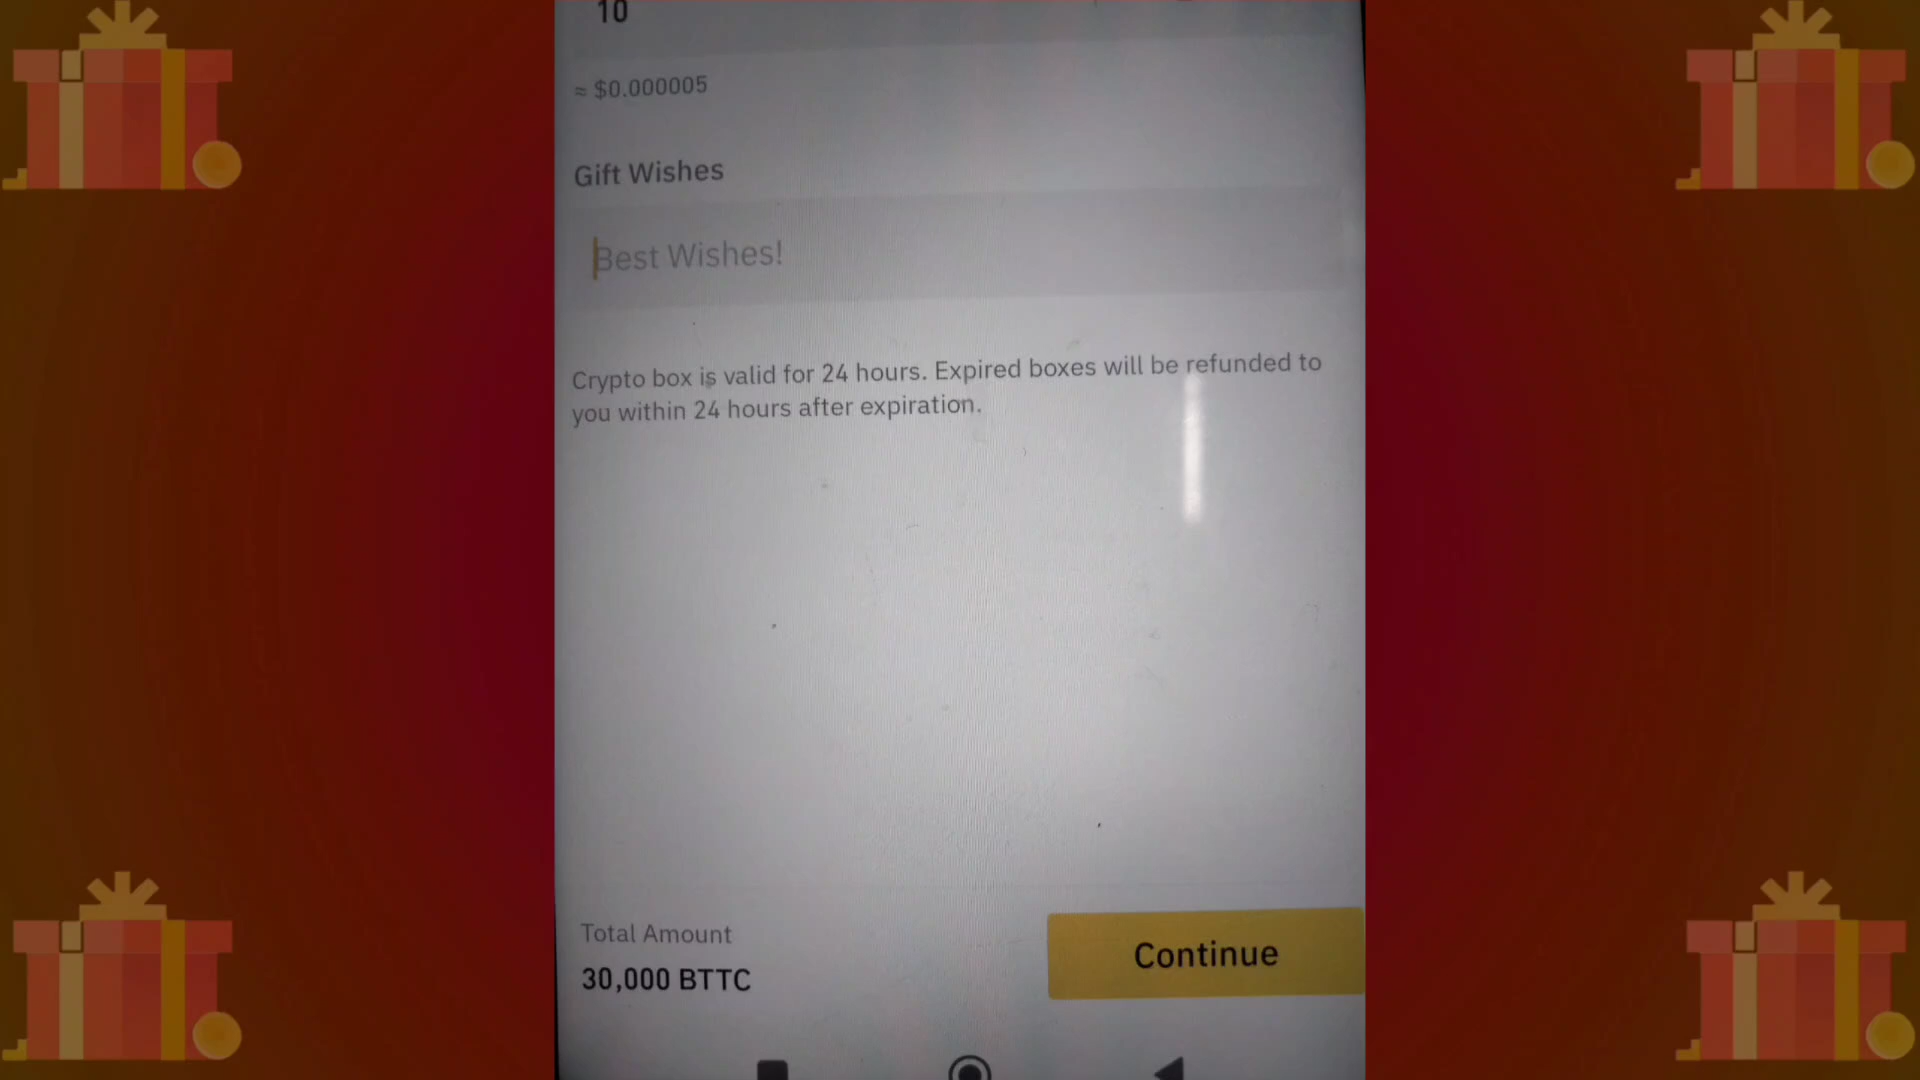 10
≈ $0.000005
Gift Wishes
Best Wishes!
Crypto box is valid for 24 hours. Expired boxes will be refunded to
you within 24 hours after expiration.
Total Amount
30,000 BTTC
Continue